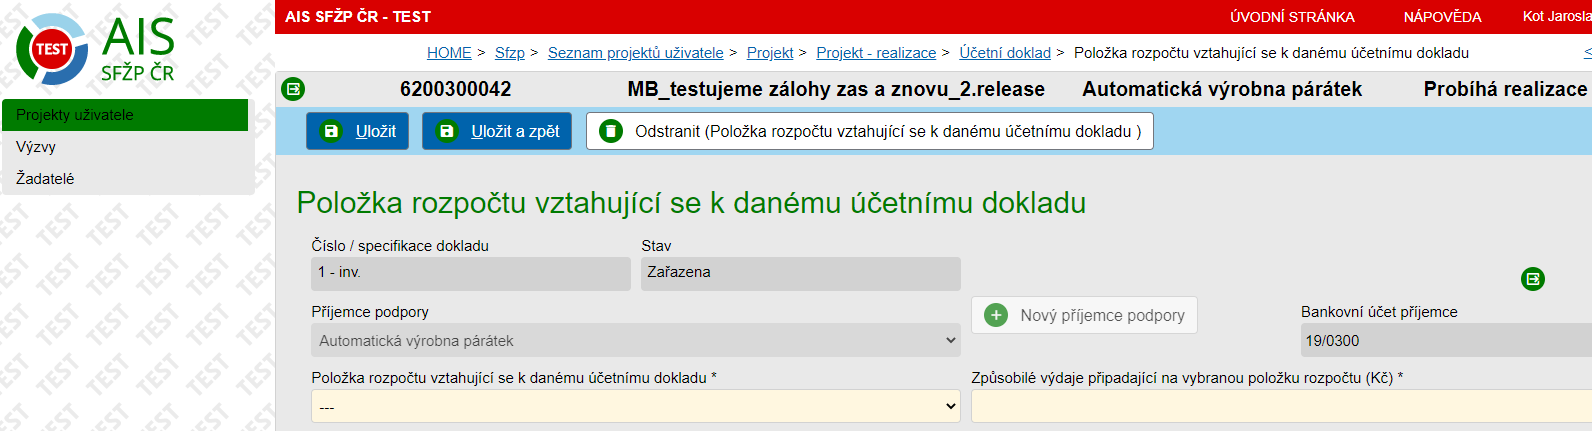 AIS SFŽP ČR - TEST
ÚVODNÍ STRÁNKA
NÁPOVĚDA
Kot Jarosla
TEST
AIS
SFŽP ČR
HOME > Sfzp > Seznam projektů uživatele > Projekt > Projekt - realizace > Účetní doklad > Položka rozpočtu vztahující se k danému účetnímu dokladu
6200300042 MB_testujeme zálohy zas a znovu_2.release Automatická výrobna párátek Probíhá realizace
Projekty uživatele
Výzvy
Žadatelé
Uložit
Uložit a zpět
Odstranit (Položka rozpočtu vztahující se k danému účetnímu dokladu )
Položka rozpočtu vztahující se k danému účetnímu dokladu
Číslo / specifikace dokladu
Stav
1 - inv.
Zařazena
Příjemce podpory
Nový příjemce podpory
Bankovní účet příjemce
Automatická výrobna párátek
19/0300
Položka rozpočtu vztahující se k danému účetnímu dokladu *
Způsobilé výdaje připadající na vybranou položku rozpočtu (Kč) *
---